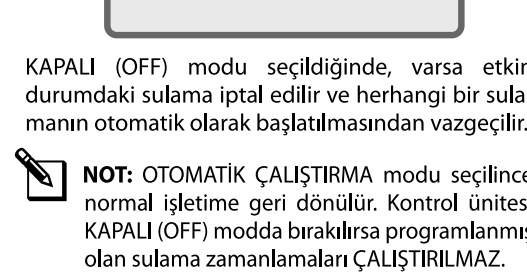 KAPALI (OFF) modu seçildiğinde, varsa etkin
durumdaki sulama iptal edilir ve herhangi bir sula
manın otomatik olarak başlatılmasından vazgeçilir.
NOT: OTOMATİK ÇALIŞTIRMA modu seçilince
normal işletime geri dönülür. Kontrol ünites
KAPALI (OFF) modda bırakılırsa programlanmış
olan sulama zamanlamaları ÇALIŞTIRILMAZ.